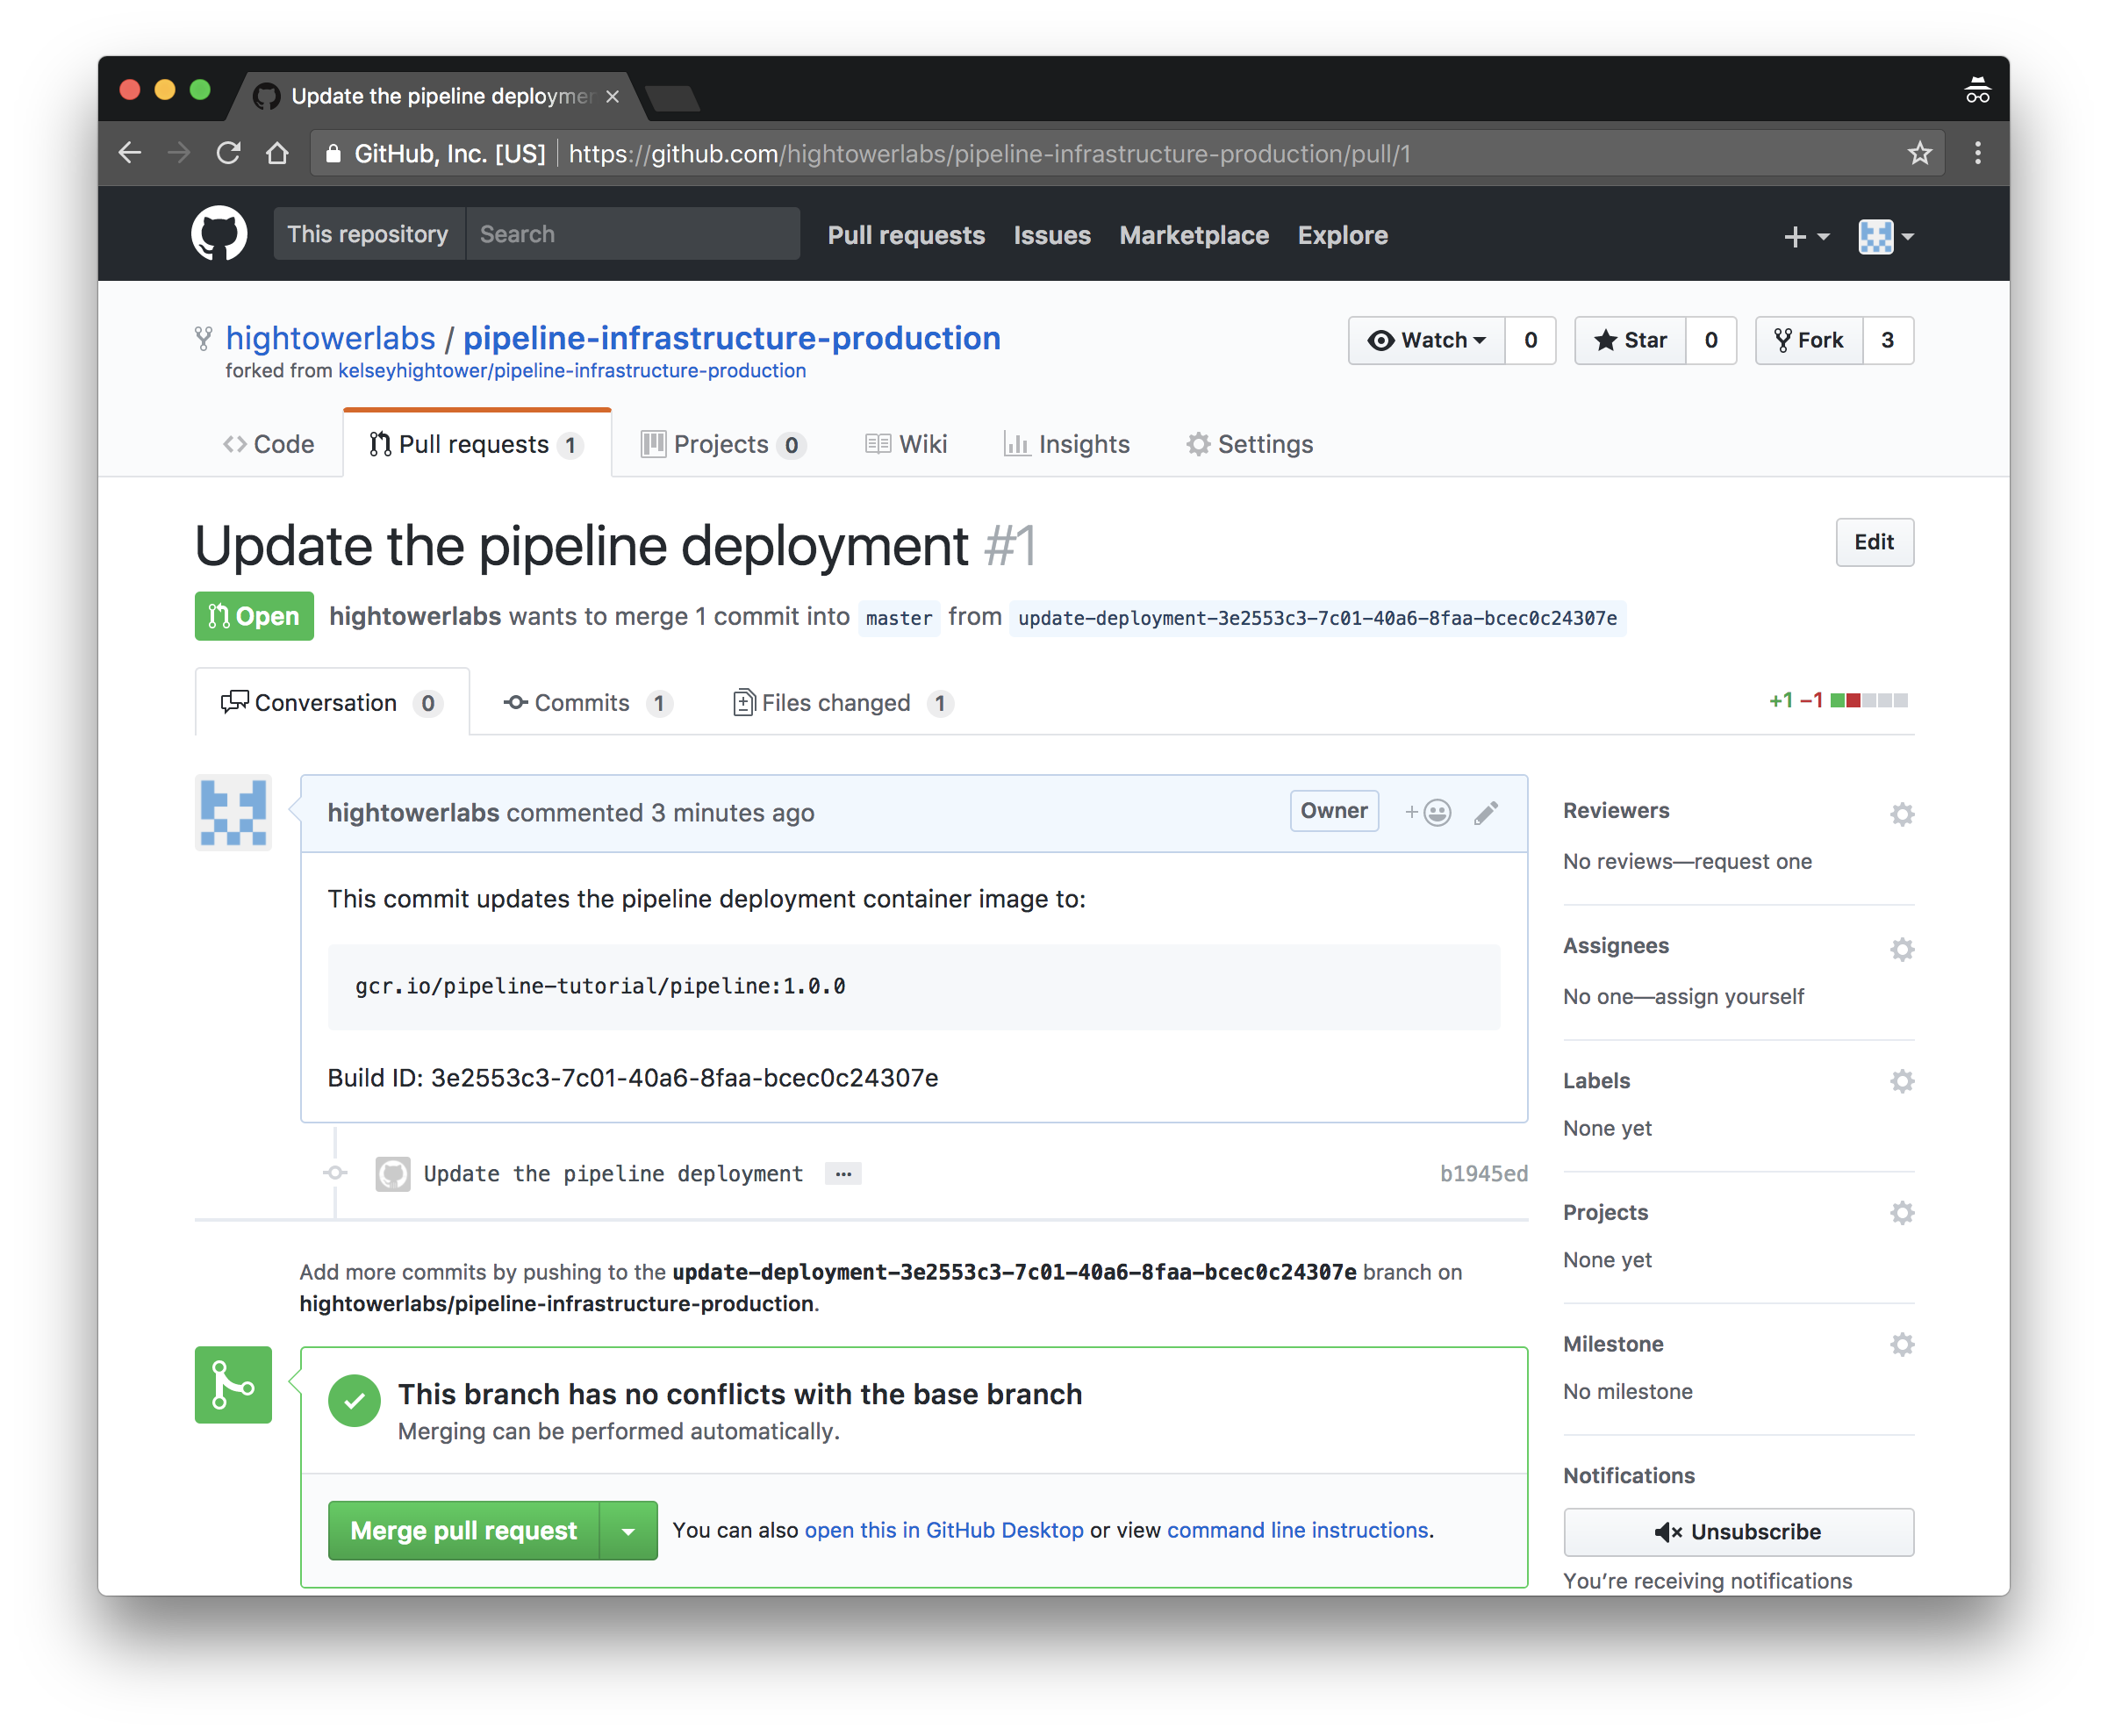 Update the pipeline deployme
GitHub, Inc. [US] https://github.com/hightowerlabs/pipeline-infrastructure-production/pull/1
This repository Search Pull requests Issues Marketplace Explore
hightowerlabs / pipeline-infrastructure-production Watch 0 Star 0 Fork 3
forked from kelseyhightower/pipeline-infrastructure-production
<> Code Pull requests 1 Projects 0 Wiki Insights Settings
Update the pipeline deployment #1 Edit
Open hightowerlabs wants to merge 1 commit into master from update-deployment-3e2553c3-7c01-40a6-8faa-bcec0c24307e
Conversation 0 Commits 1 Files changed 1 +1 −1
hightowerlabs commented 3 minutes ago Owner +
This commit updates the pipeline deployment container image to:
gcr.io/pipeline-tutorial/pipeline:1.0.0
Build ID: 3e2553c3-7c01-40a6-8faa-bcec0c24307e
Update the pipeline deployment … b1945ed
Add more commits by pushing to the update-deployment-3e2553c3-7c01-40a6-8faa-bcec0c24307e branch on
hightowerlabs/pipeline-infrastructure-production.
This branch has no conflicts with the base branch
Merging can be performed automatically.
Merge pull request You can also open this in GitHub Desktop or view command line instructions.
Reviewers
No reviews—request one
Assignees
No one—assign yourself
Labels
None yet
Projects
None yet
Milestone
No milestone
Notifications
Unsubscribe
You’re receiving notifications